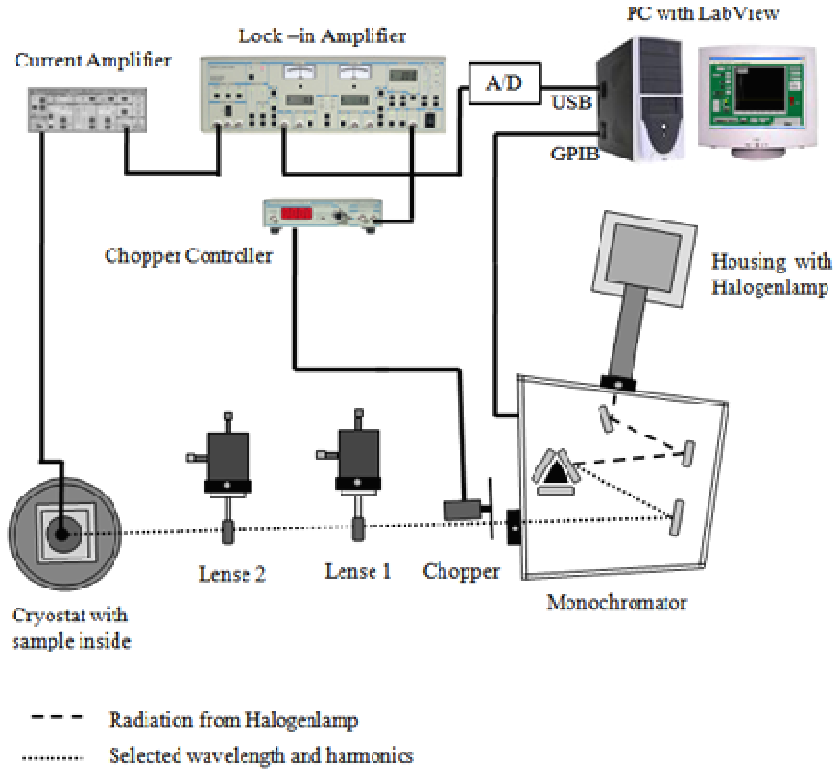 PC with LabView
Lock –in Amplifier
Current Amplifier
A/D
USB
GPIB
Chopper Controller
Housing with
Halogenlamp
Lense 2
Lense 1
Chopper
Monochromator
Cryostat with
sample inside
Radiation from Halogenlamp
Selected wavelength and harmonics